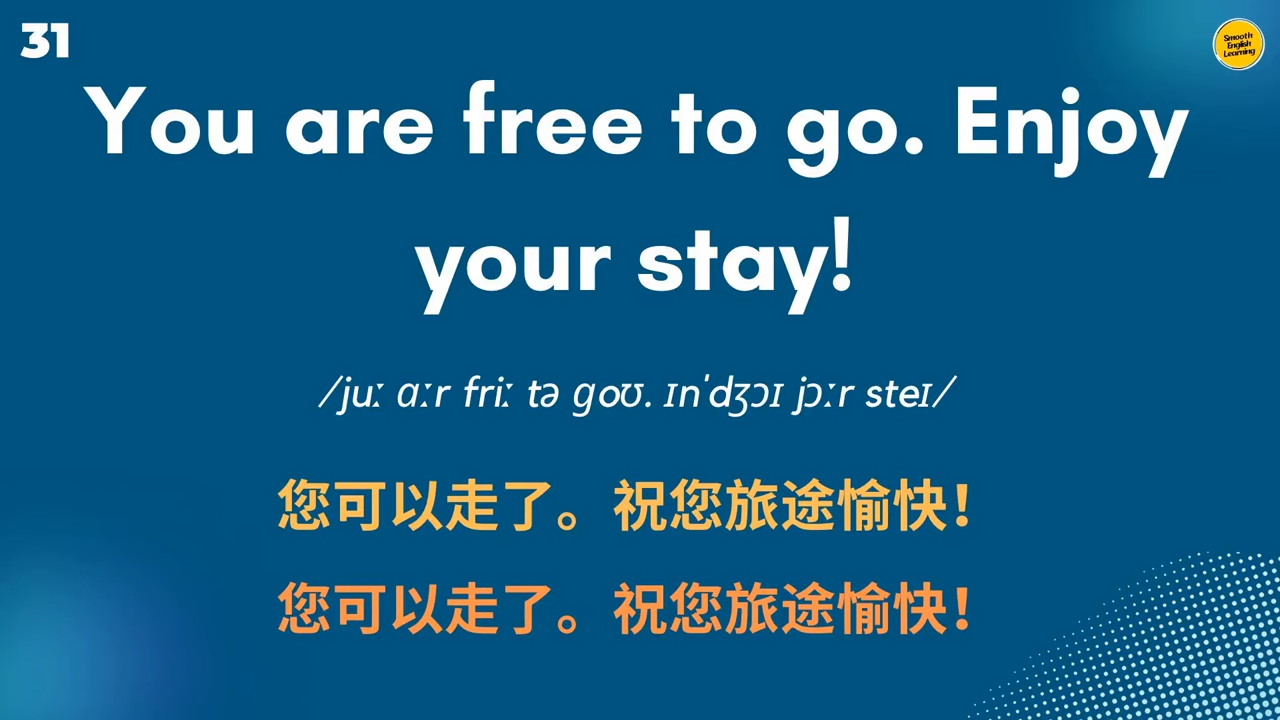 31
Smooth
English
Learning
You are free to go. Enjoy
your stay!
/juː ɑːr friː tə ɡoʊ. ɪnˈdʒɔɪ jɔːr steɪ/
您可以走了。祝您旅途愉快！
您可以走了。祝您旅途愉快！